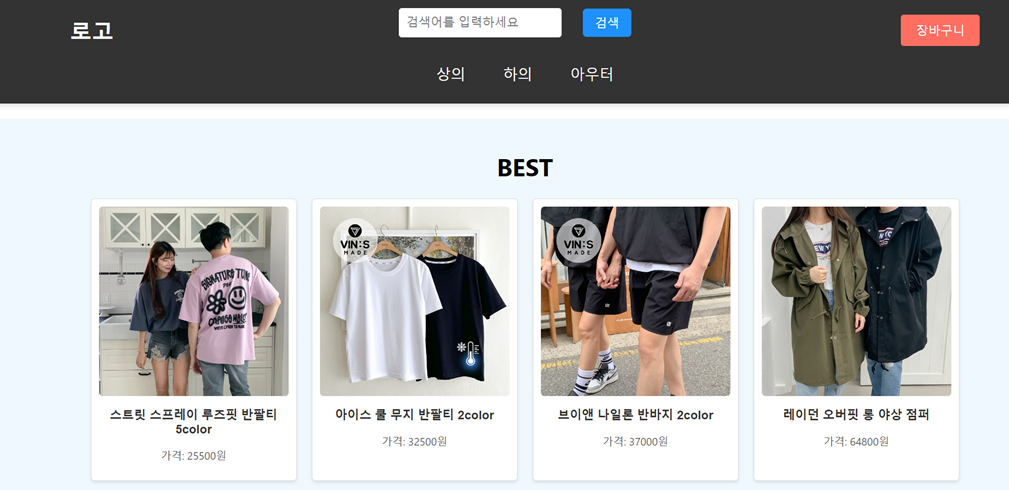 로고
검색어를 입력하세요
검색
장바구니
상의
하의
아우터
BEST
VIN:S
MADE
VIN:S
MADE
스트릿 스프레이 루즈핏 반팔티
5color
가격: 25500원
아이스 쿨 무지 반팔티 2color
가격: 32500원
브이앤 나일론 반바지 2color
가격: 37000원
레이던 오버핏 롱 야상 점퍼
가격: 64800원